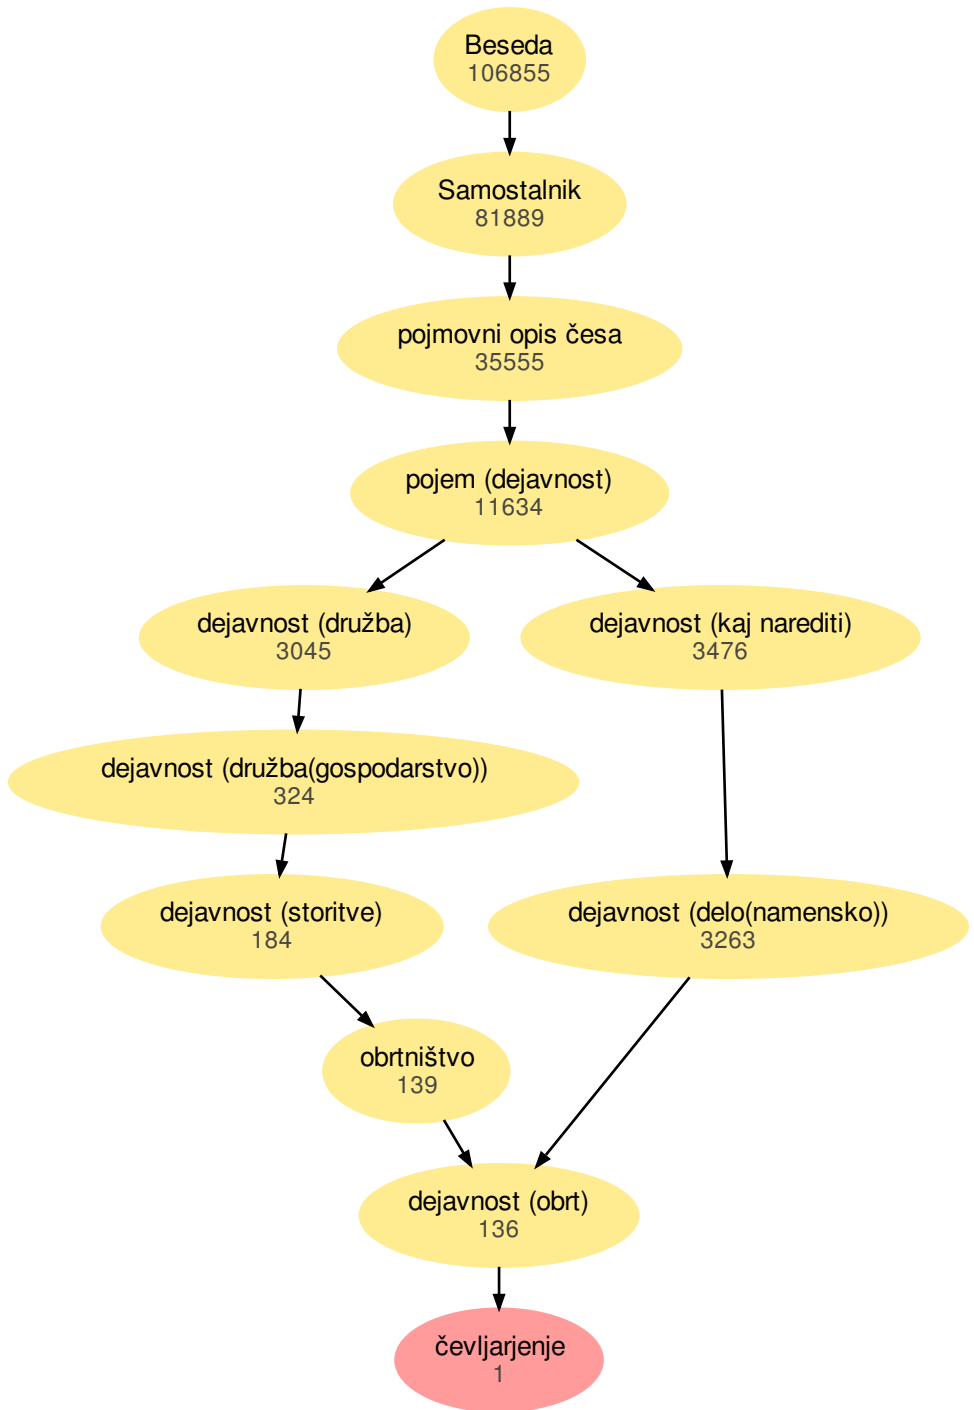 Beseda
106855
Samostalnik
81889
pojmovni opis česa
35555
pojem (dejavnost)
11634
dejavnost (družba)
3045
dejavnost (kaj narediti)
3476
dejavnost (družba(gospodarstvo))
324
dejavnost (storitve)
184
dejavnost (delo(namensko))
3263
obrtništvo
139
dejavnost (obrt)
136
čevljarjenje
1